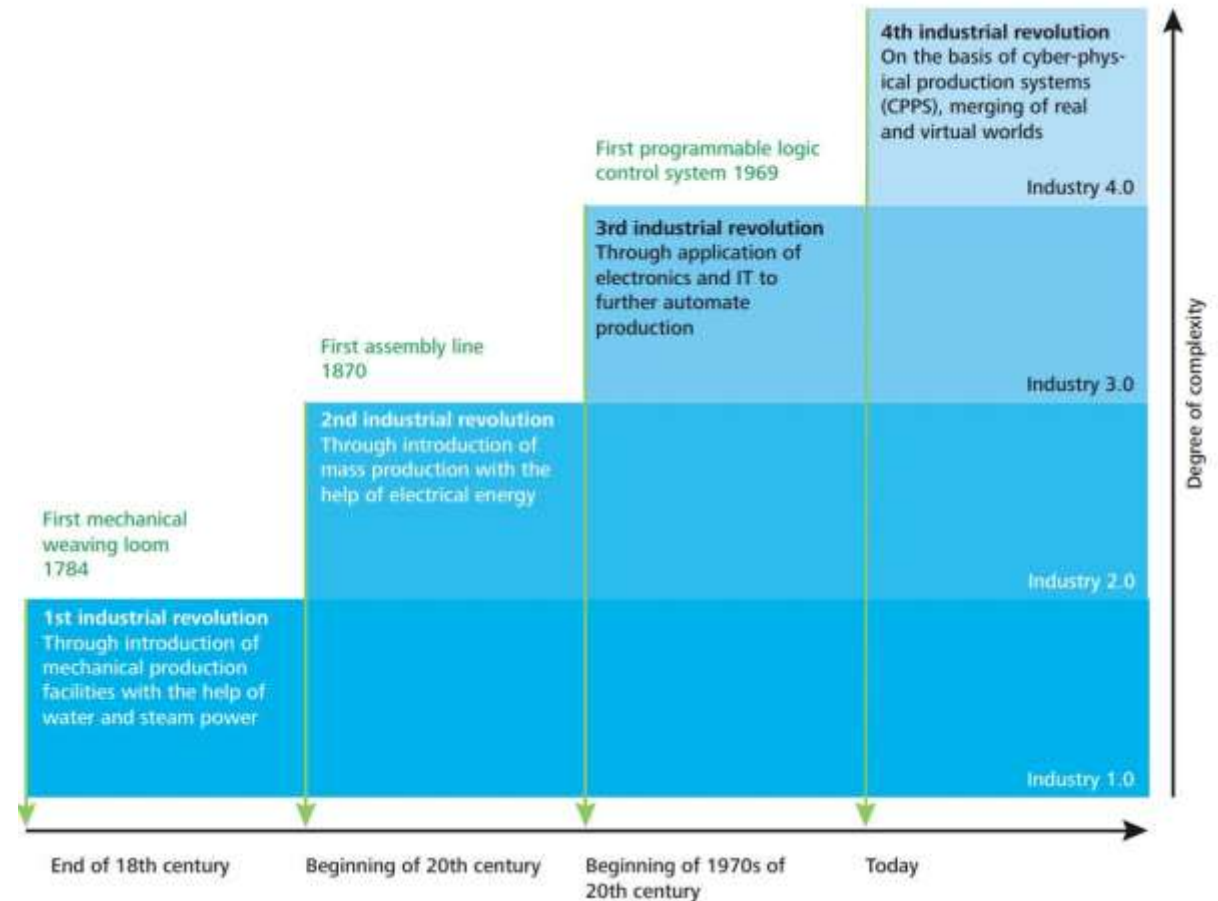 4th industrial revolution
On the basis of cyber-phys-
ical production systems
(CPPS), merging of real
and virtual worlds
Industry 4.0
First programmable logic
control system 1969
3rd industrial revolution
Through application of
electronics and IT to
further automate
production
Industry 3.0
First assembly line
1870
2nd industrial revolution
Through introduction of
mass production with the
help of electrical energy
Industry 2.0
First mechanical
weaving loom
1784
1st industrial revolution
Through introduction of
mechanical production
facilities with the help of
water and steam power
Industry 1.0
Degree of complexity
End of 18th century
Beginning of 20th century
Beginning of 1970s of
20th century
Today